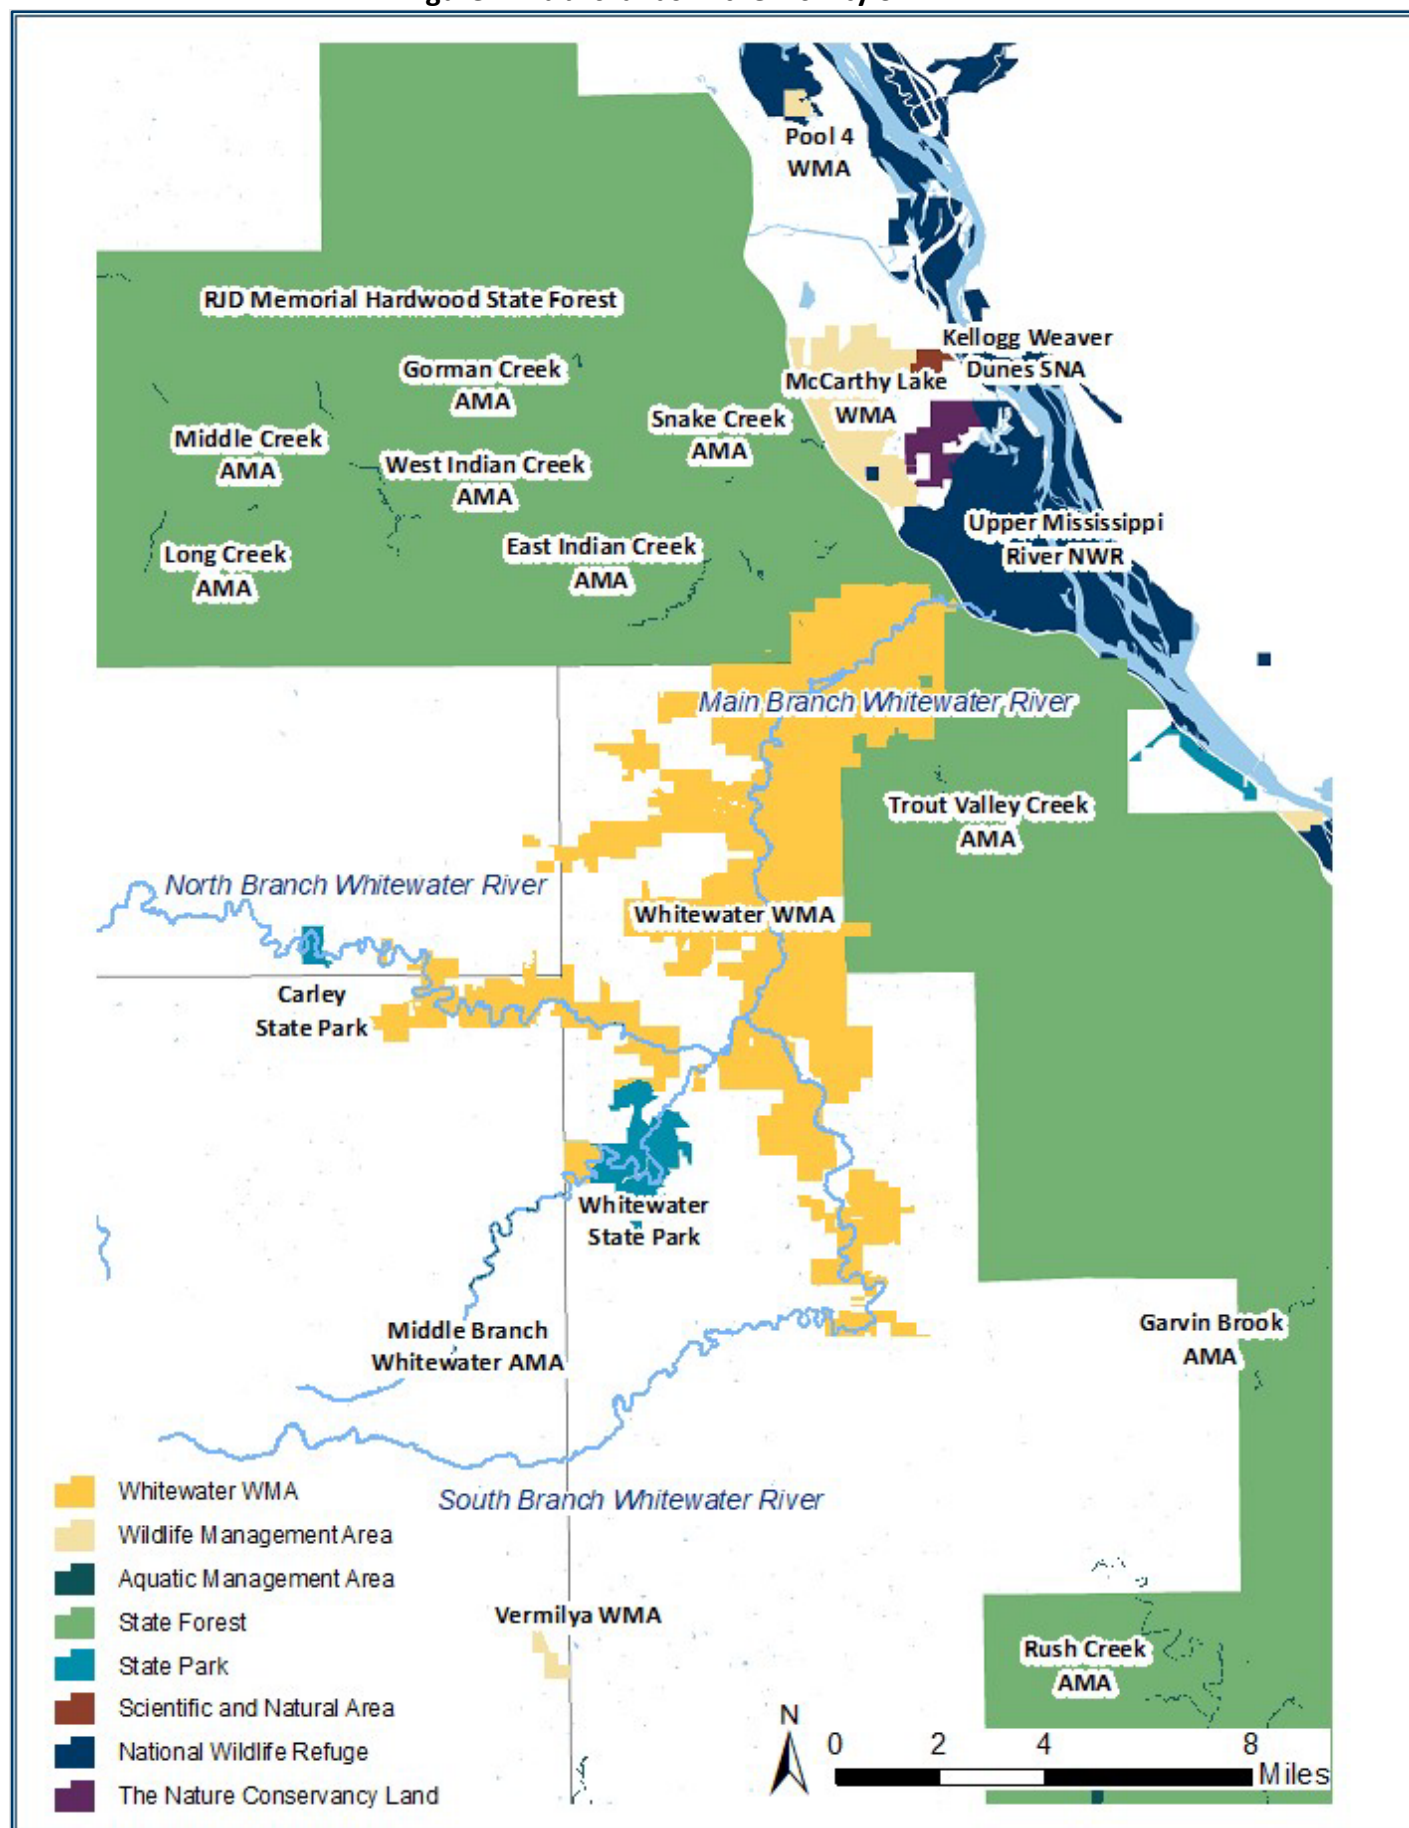 Pool 4
WMA
RJD Memorial Hardwood State Forest
Kellogg Weaver
Dunes SNA
Gorman Creek
AMA
McCarthy Lake
WMA
Snake Creek
AMA
Middle Creek
AMA
West Indian Creek
AMA
Upper Mississippi
River NWR
Long Creek
AMA
East Indian Creek
AMA
Main Branch Whitewater River
Trout Valley Creek
AMA
North Branch Whitewater River
Whitewater WMA
Carley
State Park
Whitewater
State Park
Middle Branch
Whitewater AMA
Garvin Brook
AMA
South Branch Whitewater River
Vermilya WMA
Rush Creek
AMA
Whitewater WMA
Wildlife Management Area
Aquatic Management Area
State Forest
State Park
Scientific and Natural Area
National Wildlife Refuge
The Nature Conservancy Land
N
0 2 4 8
Miles